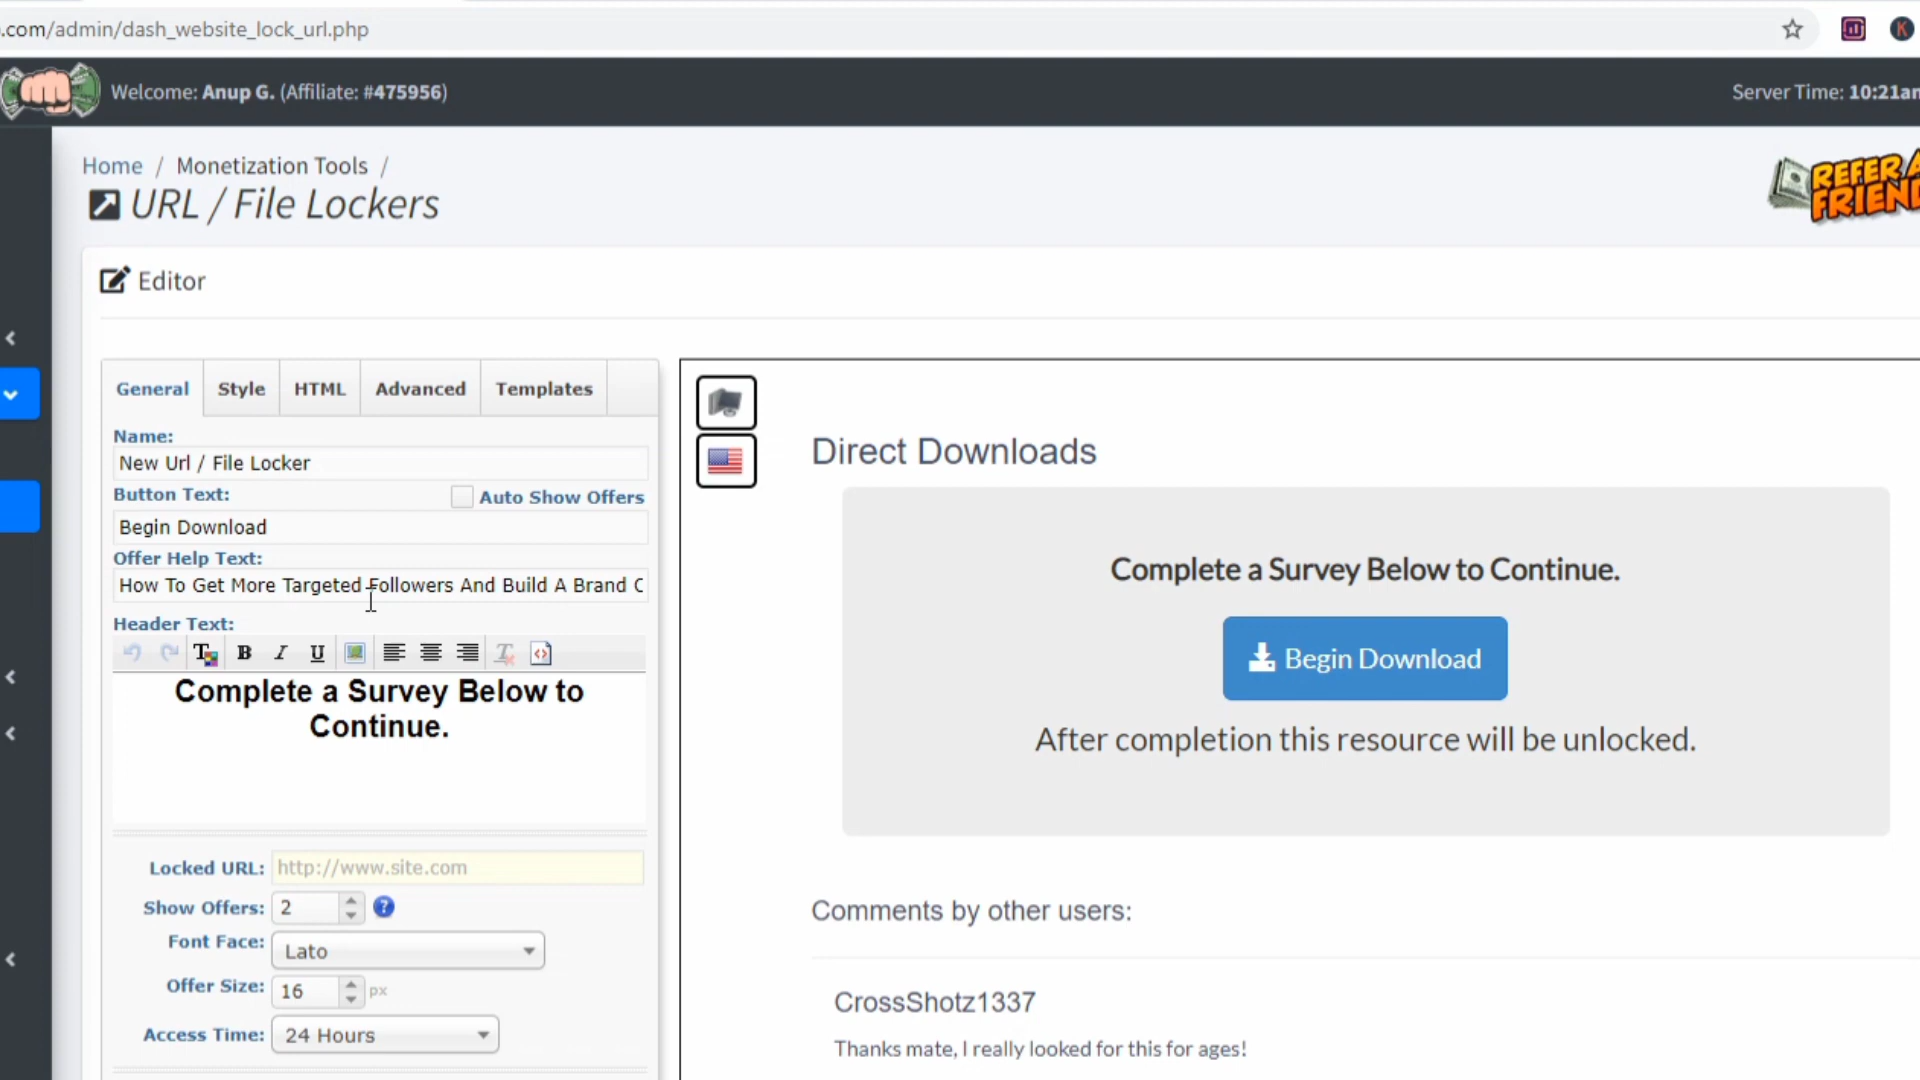 .com/admin/dash_website_lock_url.php
K
Welcome: Anup G. (Affiliate: #475956)
Server Time: 10:21am
Home / Monetization Tools /
URL / File Lockers
REFER A
FRIEND
Editor
General
Style
HTML
Advanced
Templates
Name:
New Url / File Locker
Button Text:
Auto Show Offers
Begin Download
Offer Help Text:
How To Get More Targeted Followers And Build A Brand
Header Text:
Complete a Survey Below to
Continue.
Locked URL: http://www.site.com
Show Offers: 2
Font Face: Lato
Offer Size: 16 px
Access Time: 24 Hours
Direct Downloads
Complete a Survey Below to Continue.
Begin Download
After completion this resource will be unlocked.
Comments by other users:
CrossShotz1337
Thanks mate, I really looked for this for ages!